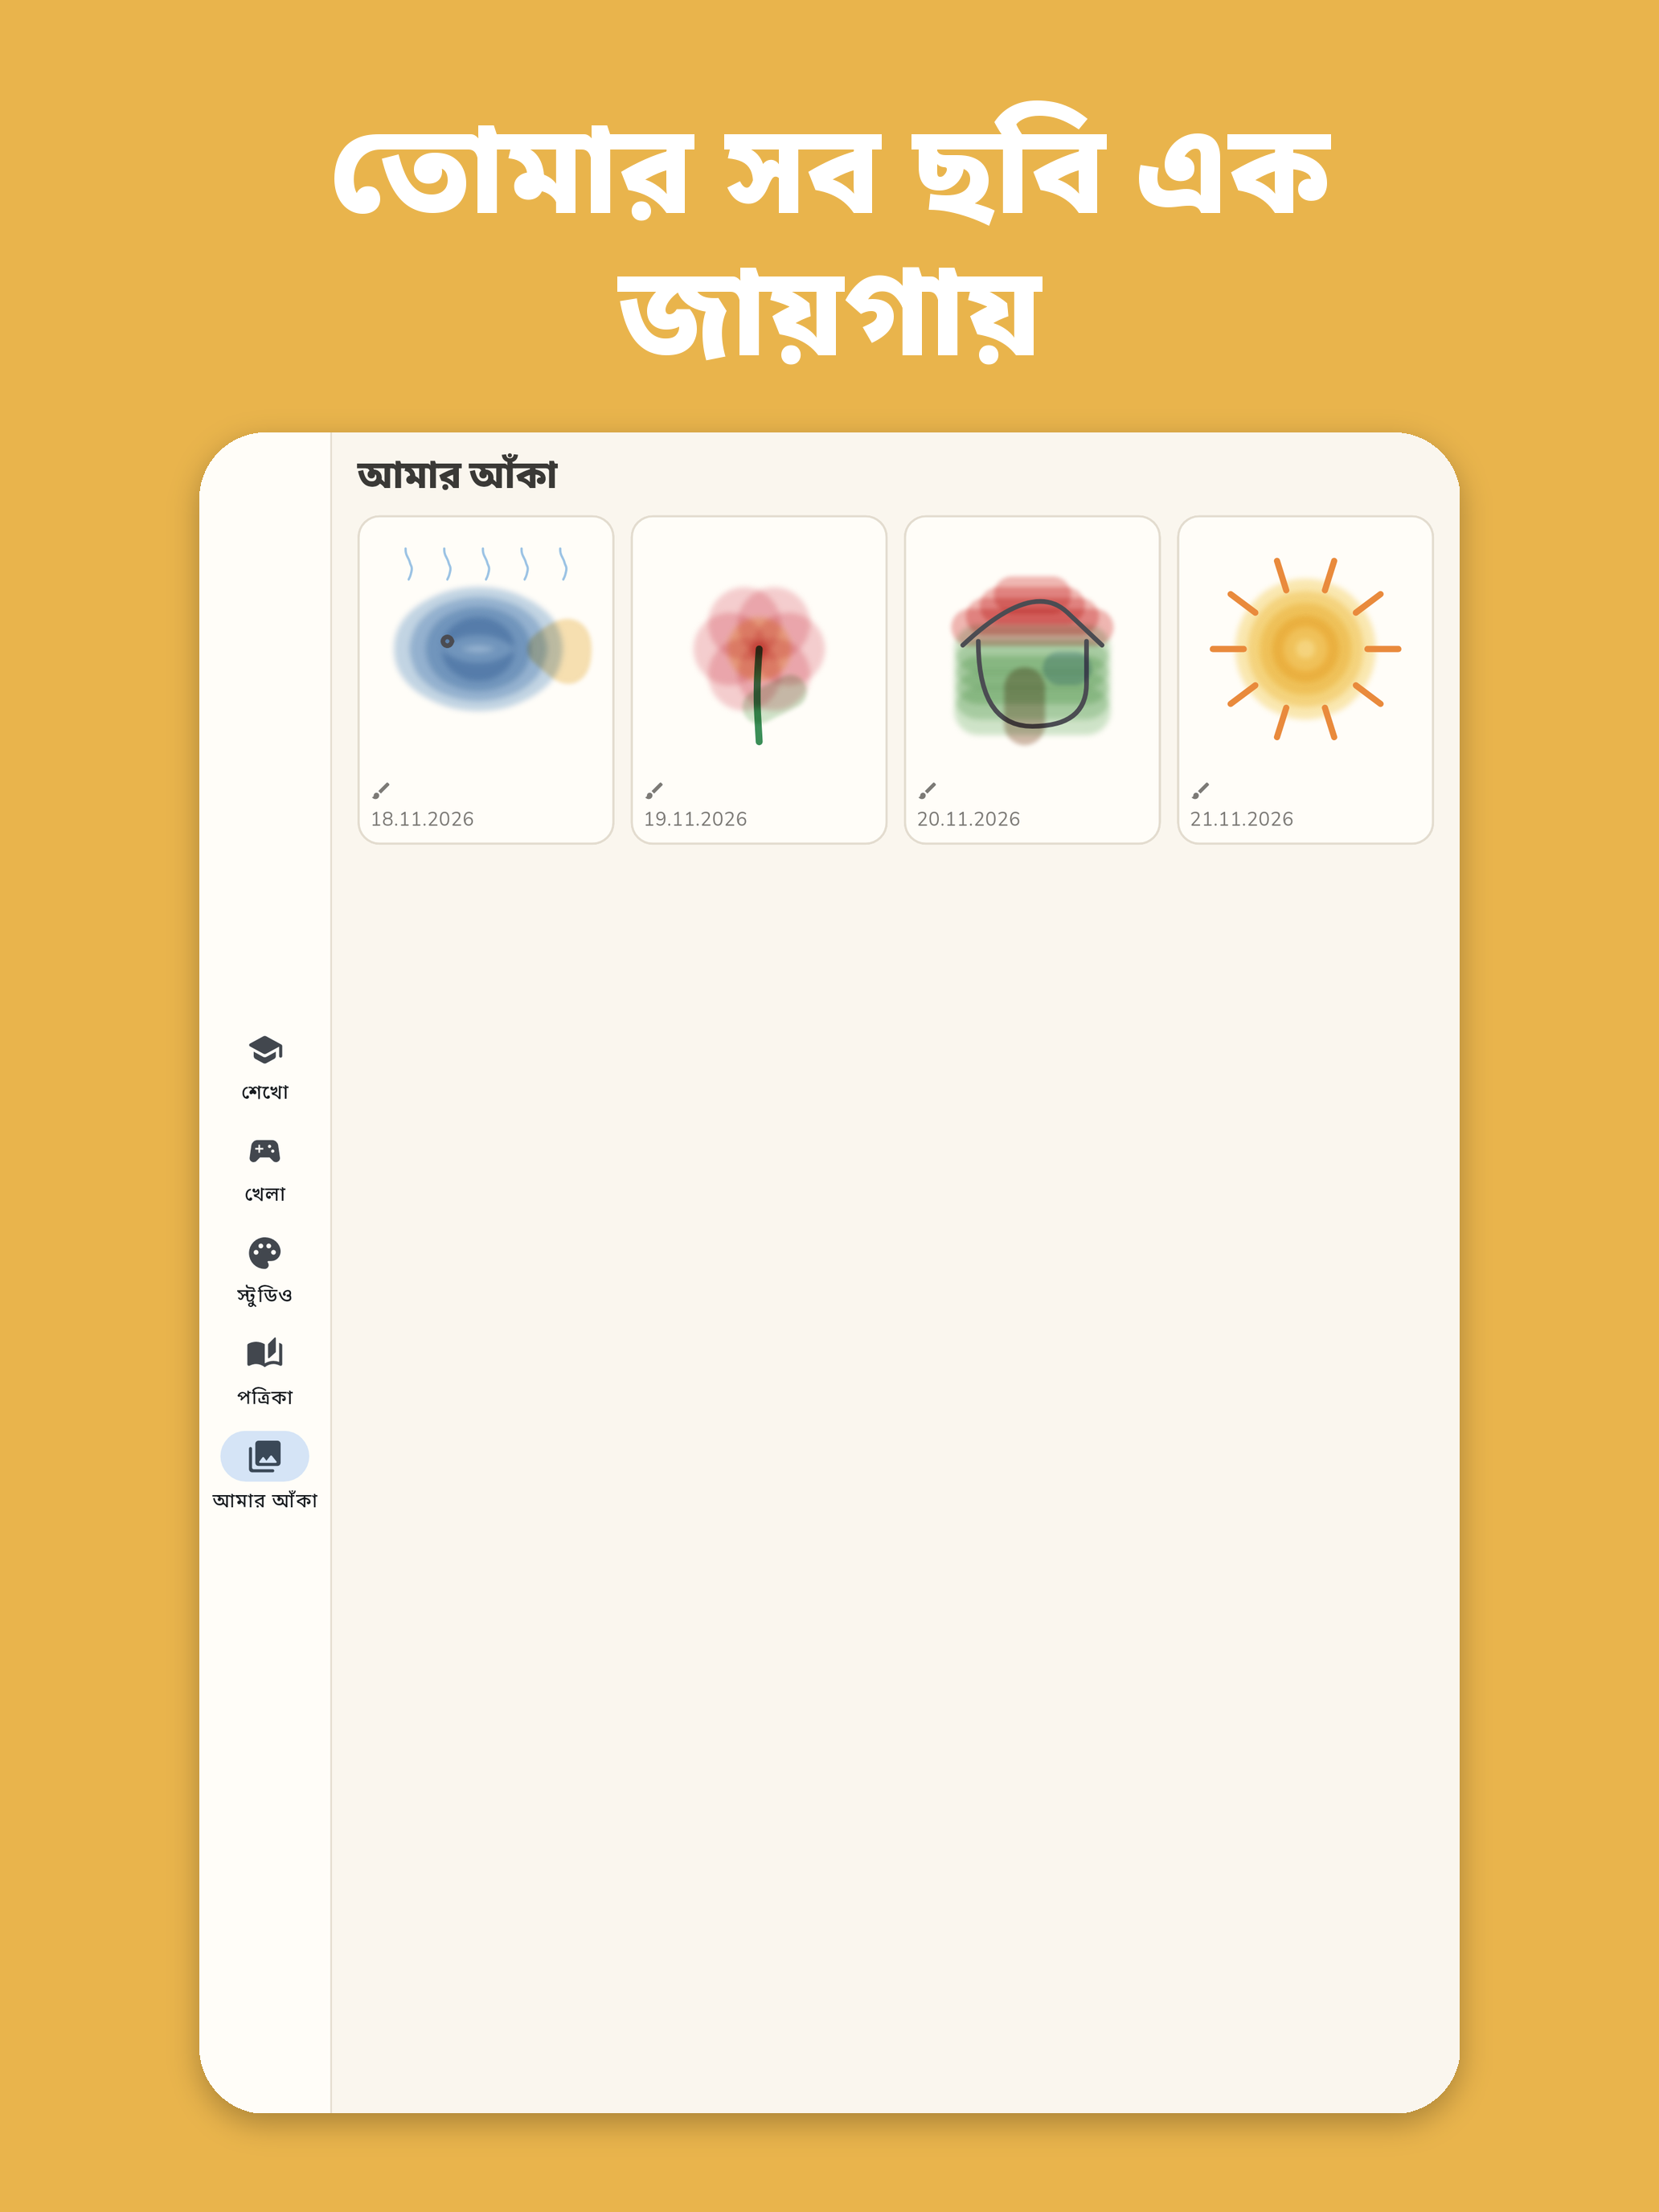 তোমার সব ছবি এক
জায়গায়
আমার আঁকা
18.11.2026
19.11.2026
20.11.2026
21.11.2026
শেখো
খেলা
স্টুডিও
পত্রিকা
আমার আঁকা